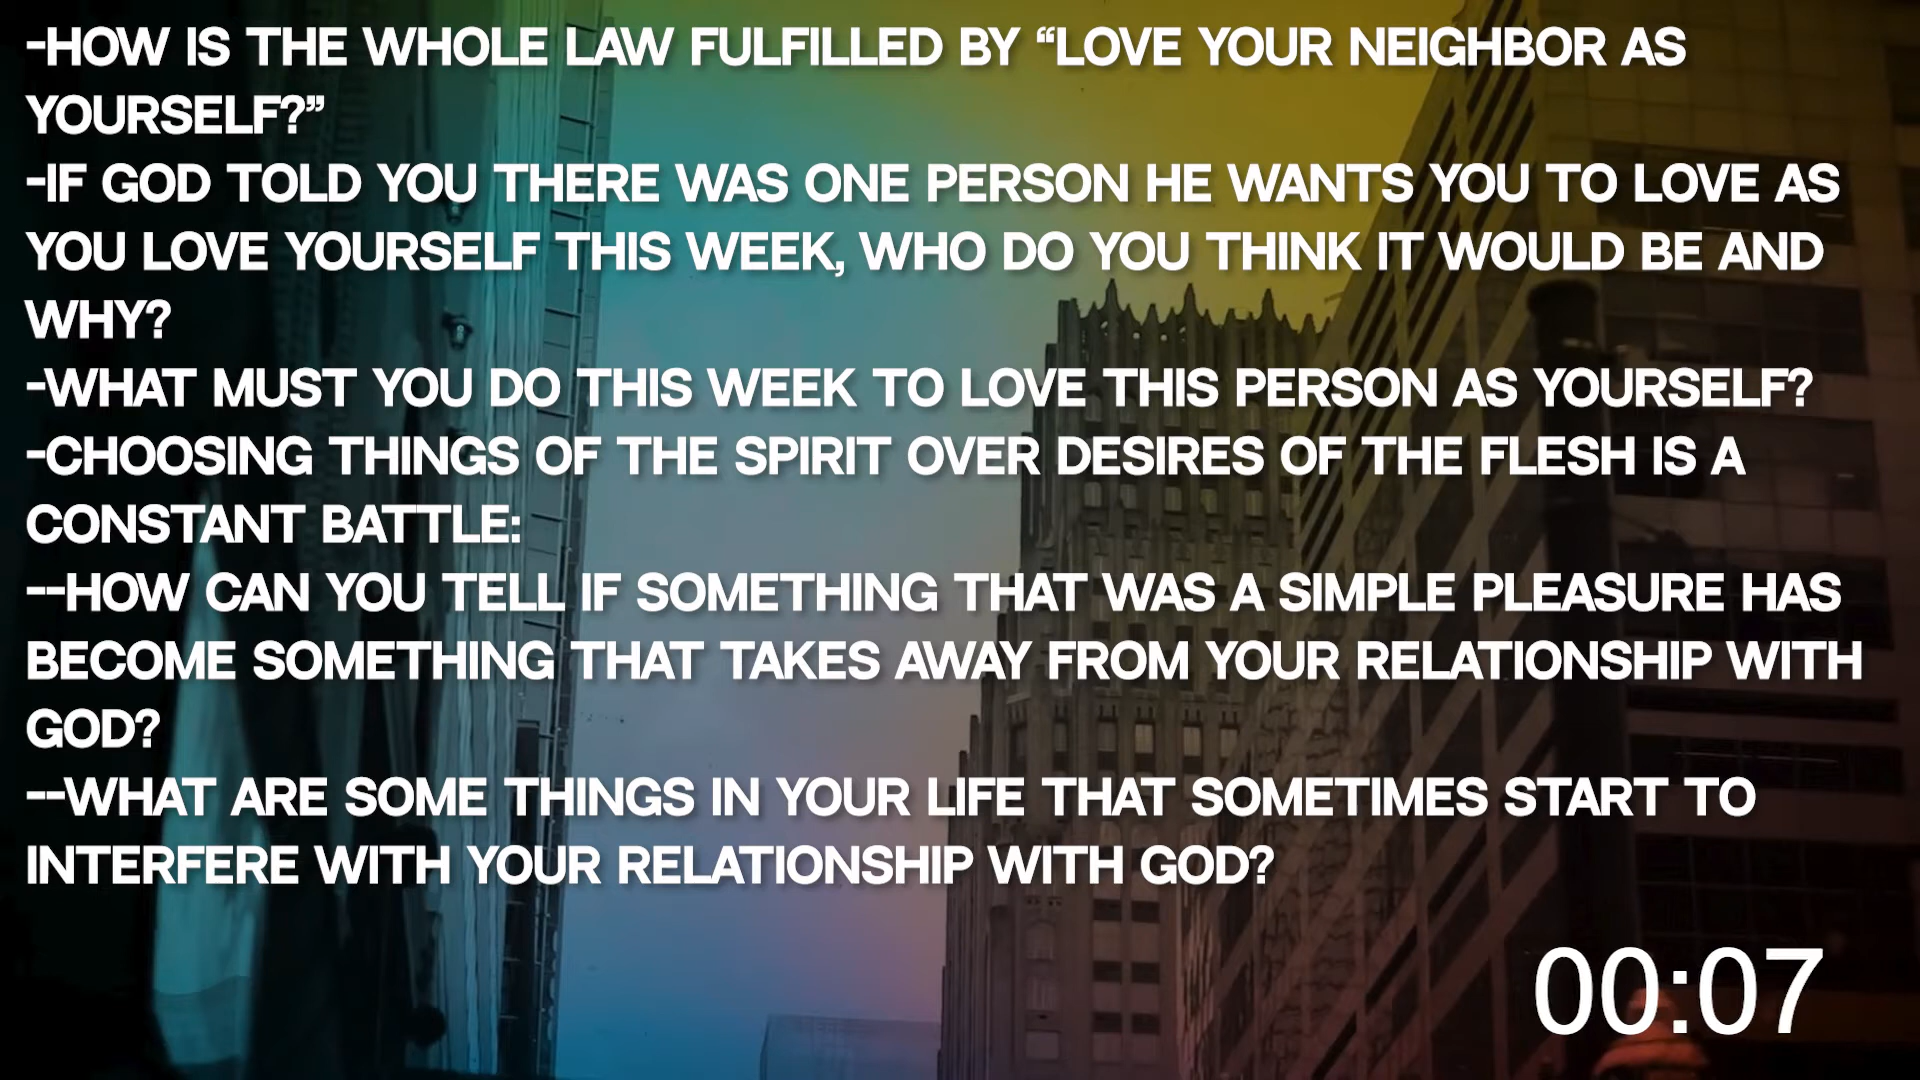 -HOW IS THE WHOLE LAW FULFILLED BY “LOVE YOUR NEIGHBOR AS
YOURSELF?”
-IF GOD TOLD YOU THERE WAS ONE PERSON HE WANTS YOU TO LOVE AS
YOU LOVE YOURSELF THIS WEEK, WHO DO YOU THINK IT WOULD BE AND
WHY?
-WHAT MUST YOU DO THIS WEEK TO LOVE THIS PERSON AS YOURSELF?
-CHOOSING THINGS OF THE SPIRIT OVER DESIRES OF THE FLESH IS A
CONSTANT BATTLE:
--HOW CAN YOU TELL IF SOMETHING THAT WAS A SIMPLE PLEASURE HAS
BECOME SOMETHING THAT TAKES AWAY FROM YOUR RELATIONSHIP WITH
GOD?
--WHAT ARE SOME THINGS IN YOUR LIFE THAT SOMETIMES START TO
INTERFERE WITH YOUR RELATIONSHIP WITH GOD?
00:07